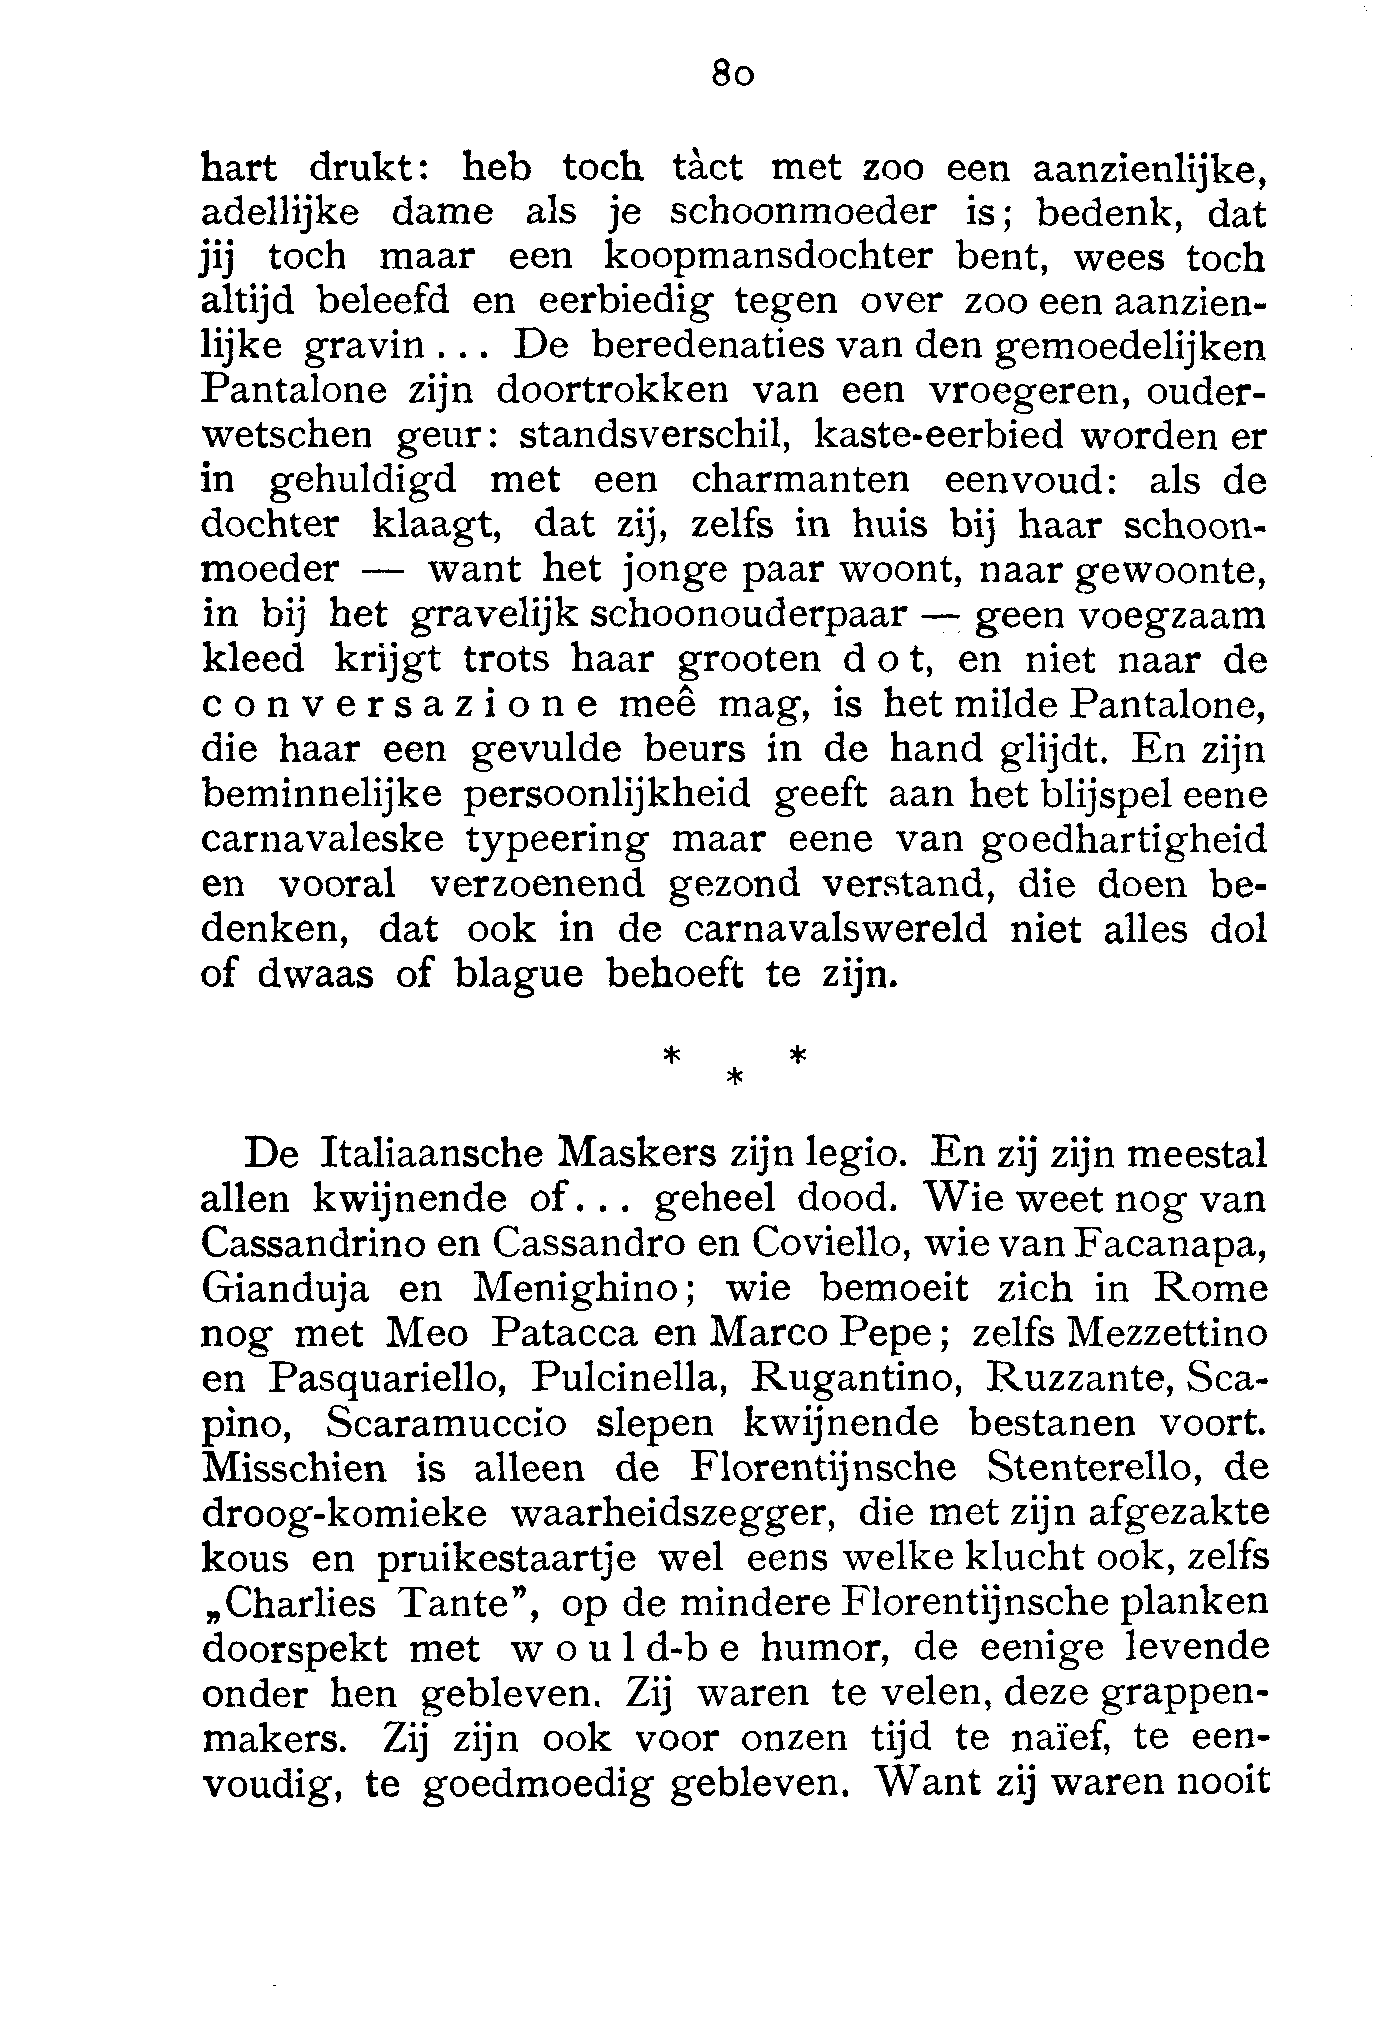 80
hart drukt: heb toch tàct met zoo een aanzienlijke,
adellijke dame als je schoonmoeder is; bedenk, dat
jij toch maar een koopmansdochter bent, wees toch
altijd beleefd en eerbiedig tegen over zoo een aanzien-
lijke gravin... De beredenaties van den gemoedelijken
Pantalone zijn doortrokken van een vroegeren, ouder-
wetschen geur: standsverschil, kaste-eerbied worden er
in gehuldigd met een charmanten eenvoud: als de
dochter klaagt, dat zij, zelfs in huis bij haar schoon-
moeder — want het jonge paar woont, naar gewoonte,
in bij het gravelijk schoonouderpaar — geen voegzaam
kleed krijgt trots haar grooten d o t, en niet naar de
c o n v e r s a z i o n e meê mag, is het milde Pantalone,
die haar een gevulde beurs in de hand glijdt. En zijn
beminnelijke persoonlijkheid geeft aan het blijspel eene
carnavaleske typeering maar eene van goedhartigheid
en vooral verzoenend gezond verstand, die doen be-
denken, dat ook in de carnavalswereld niet alles dol
of dwaas of blague behoeft te zijn.
* *
*
De Italiaansche Maskers zijn legio. En zij zijn meestal
allen kwijnende of... geheel dood. Wie weet nog van
Cassandrino en Cassandro en Coviello, wie van Facanapa,
Gianduja en Menighino; wie bemoeit zich in Rome
nog met Meo Patacca en Marco Pepe; zelfs Mezzettino
en Pasquariello, Pulcinella, Rugantino, Ruzzante, Sca-
pino, Scaramuccio slepen kwijnende bestanen voort.
Misschien is alleen de Florentijnsche Stenterello, de
droog-komieke waarheidszegger, die met zijn afgezakte
kous en pruikestaartje wel eens welke klucht ook, zelfs
„Charlies Tante”, op de mindere Florentijnsche planken
doorspekt met w o u l d-b e humor, de eenige levende
onder hen gebleven. Zij waren te velen, deze grappen-
makers. Zij zijn ook voor onzen tijd te naïef, te een-
voudig, te goedmoedig gebleven. Want zij waren nooit